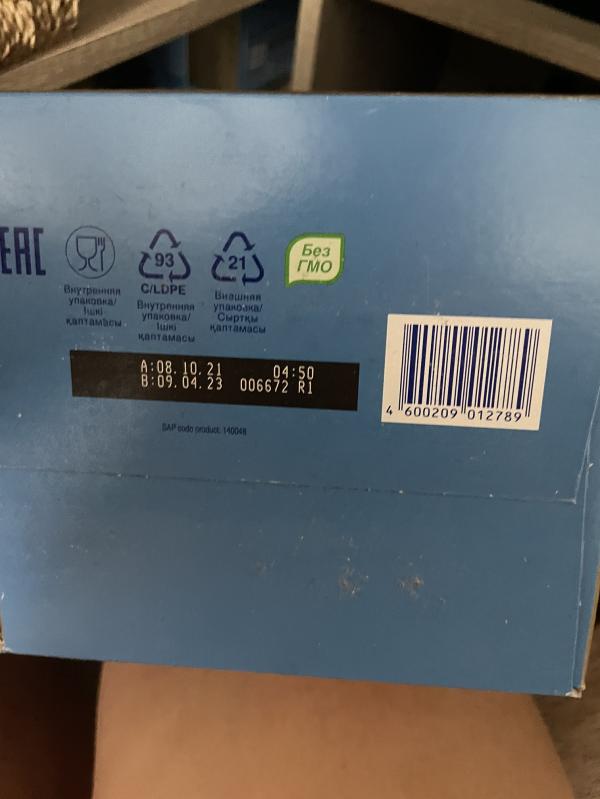 EAC
93
21
Без
ГМО
C/LDPE
Внутренняя
упаковка/
Ішкі
қаптамасы
Внутренняя
упаковка/
Ішкі
қаптамасы
Внешняя
упаковка/
Сыртқы
қаптамасы
A:08.10.21 04:50
B:09.04.23 006672 R1
4 600209 012789
SAP code product: 140048